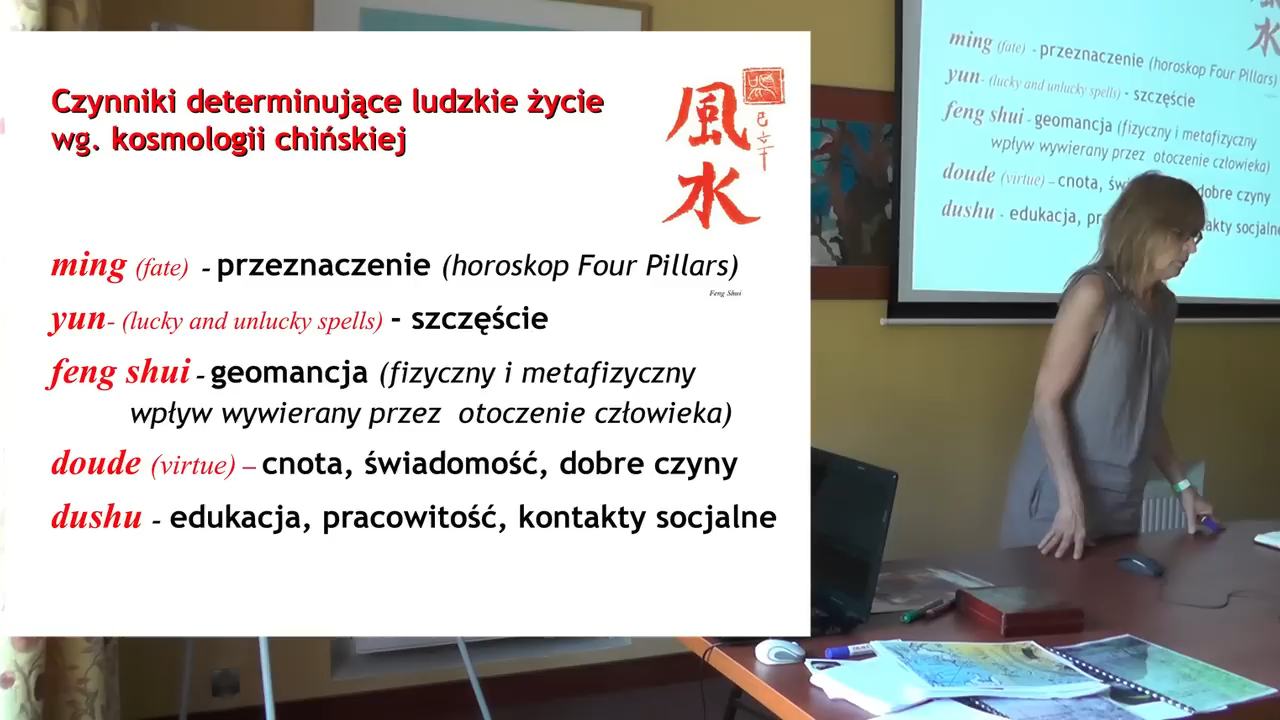 Czynniki determinujące ludzkie życie
wg. kosmologii chińskiej
風
水
ming (fate) - przeznaczenie (horoskop Four Pillars)
Feng Shui
yun- (lucky and unlucky spells) - szczęście
feng shui - geomancja (fizyczny i metafizyczny
wpływ wywierany przez otoczenie człowieka)
doude (virtue) – cnota, świadomość, dobre czyny
dushu - edukacja, pracowitość, kontakty socjalne
水
ming (fate) - przeznaczenie (horoskop Four Pillars)
yun- (lucky and unlucky spells) - szczęście
feng shui - geomancja (fizyczny i metafizyczny
wpływ wywierany przez otoczenie człowieka)
doude (virtue) – cnota, dobre czyny
dushu - edukacja, socjalne